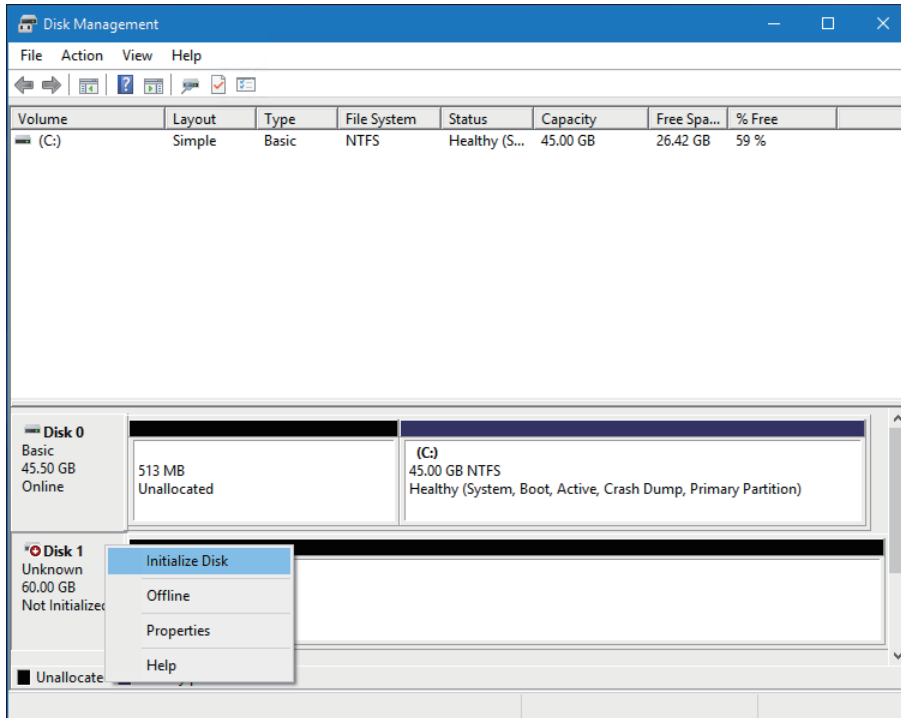 Disk Management
File Action View Help
Volume Layout Type File System Status Capacity Free Spa... % Free
(C:) Simple Basic NTFS Healthy (S... 45.00 GB 26.42 GB 59 %
Disk 0
Basic
45.50 GB
Online
513 MB
Unallocated
(C:)
45.00 GB NTFS
Healthy (System, Boot, Active, Crash Dump, Primary Partition)
Disk 1
Unknown
60.00 GB
Not Initialized
Initialize Disk
Offline
Properties
Help
Unallocate